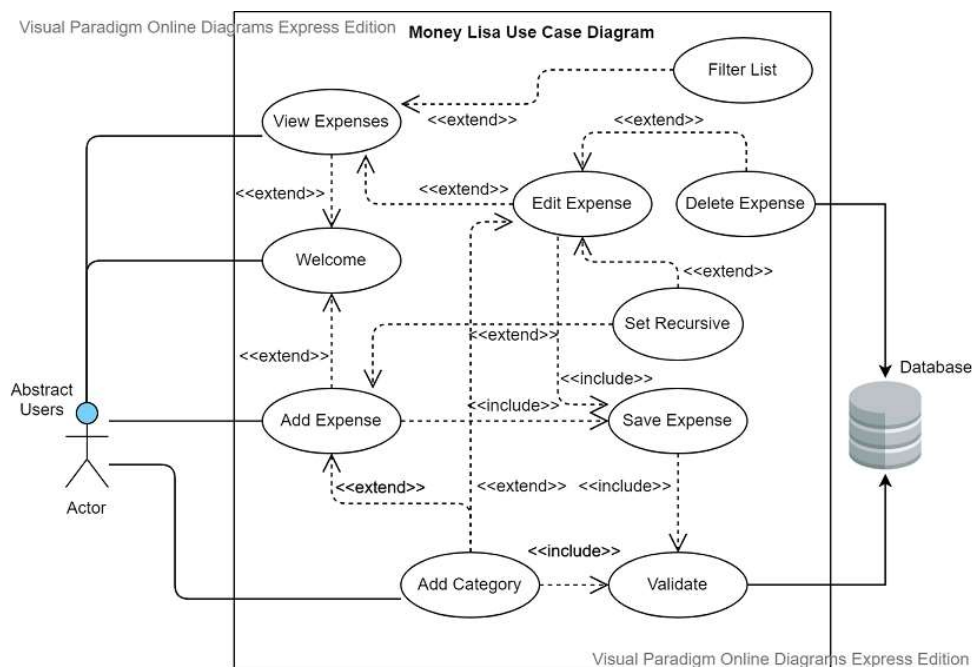 Visual Paradigm Online Diagrams Express Edition
Money Lisa Use Case Diagram
Filter List
View Expenses
<<extend>>
<<extend>>
<<extend>>
<<extend>>
Edit Expense
Delete Expense
Welcome
<<extend>>
Set Recursive
<<extend>>
<<extend>>
Database
<<include>>
Abstract
Users
<<include>>
Add Expense
Save Expense
<<extend>>
<<extend>>
<<include>>
Actor
<<include>>
Add Category
Validate
Visual Paradigm Online Diagrams Express Edition